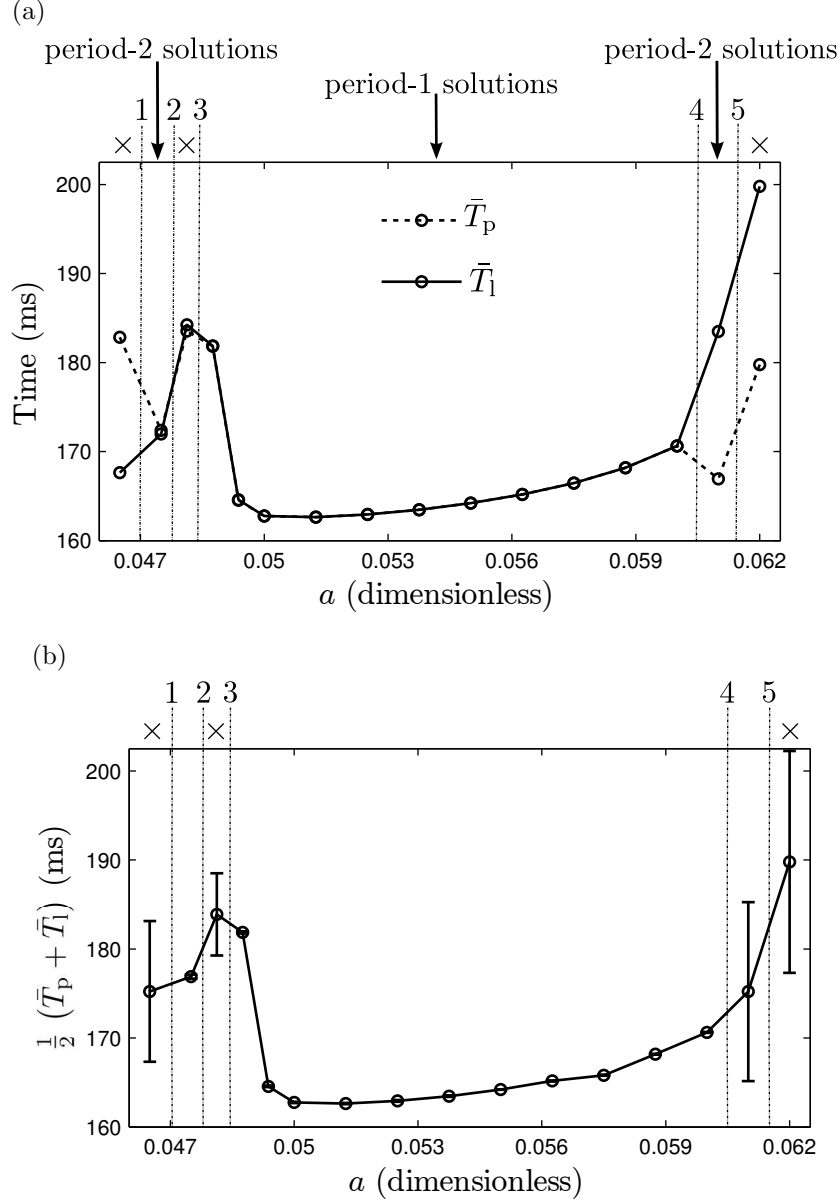 (a)
period-2 solutions
period-1 solutions
period-2 solutions
× 1 2 × 3 4 5 ×
200
190
180
170
160
Time (ms)
T̄p
T̄l
0.047 0.05 0.053 0.056 0.059 0.062
a (dimensionless)
(b)
× 1 2 × 3 4 5 ×
200
190
180
170
160
½ (T̄p + T̄l) (ms)
0.047 0.05 0.053 0.056 0.059 0.062
a (dimensionless)